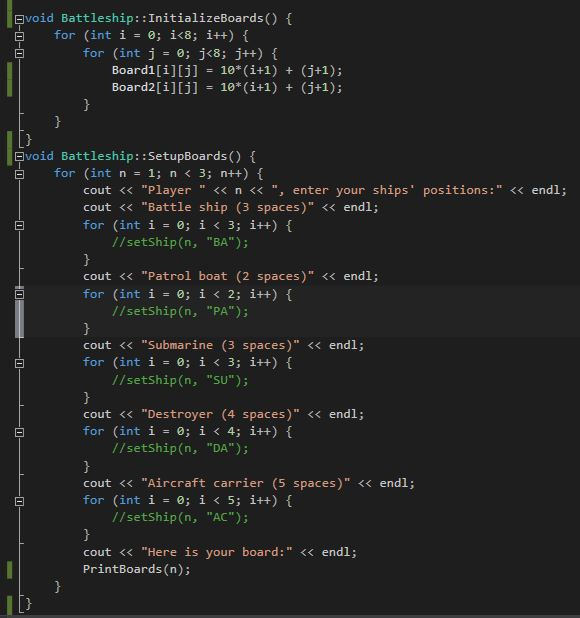 void Battleship::InitializeBoards() {
    for (int i = 0; i<8; i++) {
        for (int j = 0; j<8; j++) {
            Board1[i][j] = 10*(i+1) + (j+1);
            Board2[i][j] = 10*(i+1) + (j+1);
        }
    }
}
void Battleship::SetupBoards() {
    for (int n = 1; n < 3; n++) {
        cout << "Player " << n << ", enter your ships' positions:" << endl;
        cout << "Battle ship (3 spaces)" << endl;
        for (int i = 0; i < 3; i++) {
            //setShip(n, "BA");
        }
        cout << "Patrol boat (2 spaces)" << endl;
        for (int i = 0; i < 2; i++) {
            //setShip(n, "PA");
        }
        cout << "Submarine (3 spaces)" << endl;
        for (int i = 0; i < 3; i++) {
            //setShip(n, "SU");
        }
        cout << "Destroyer (4 spaces)" << endl;
        for (int i = 0; i < 4; i++) {
            //setShip(n, "DA");
        }
        cout << "Aircraft carrier (5 spaces)" << endl;
        for (int i = 0; i < 5; i++) {
            //setShip(n, "AC");
        }
        cout << "Here is your board:" << endl;
        PrintBoards(n);
    }
}